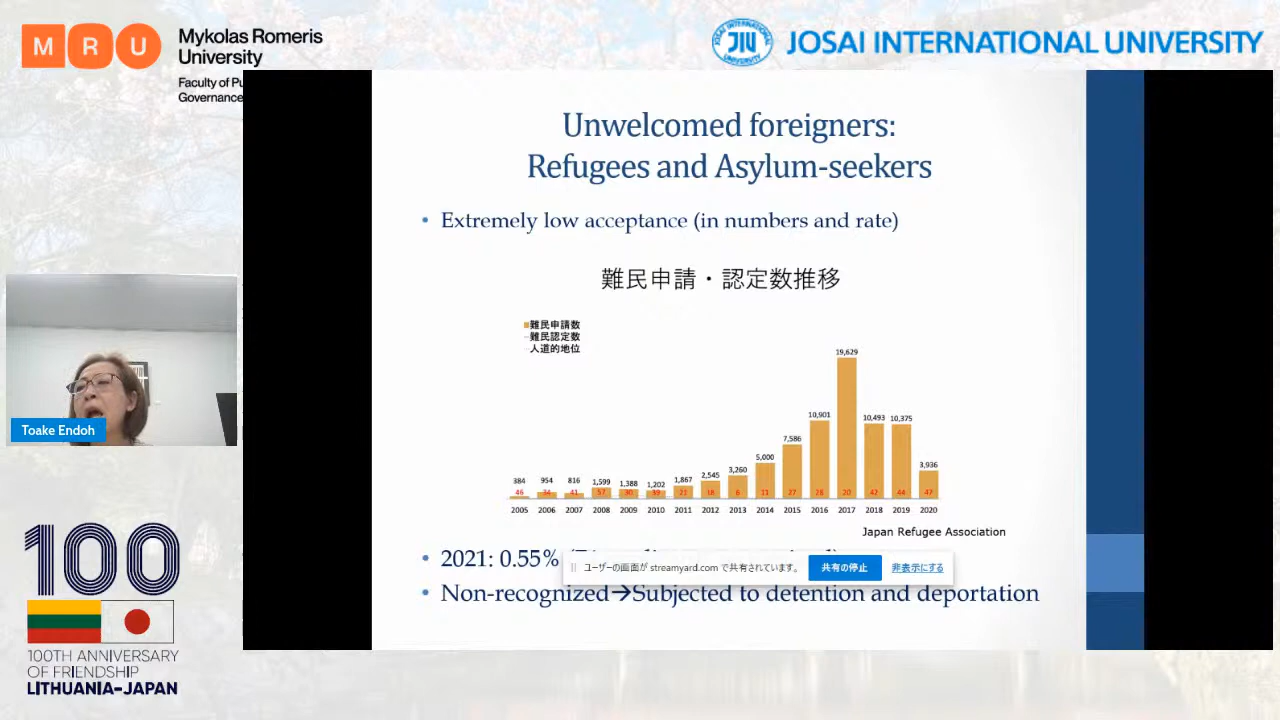 M R U
Mykolas Romeris
University
Faculty of Pu
Governance
JIU
JOSAI INTERNATIONAL UNIVERSITY
Unwelcomed foreigners:
Refugees and Asylum-seekers
• Extremely low acceptance (in numbers and rate)
難民申請・認定数推移
難民申請数
難民認定数
人道的地位
19,629
10,901
10,493
10,375
7,586
5,000
3,936
3,260
2,545
1,867
384 954 816 1,599 1,388 1,202
46 34 41 57 30 39 21 18 6 11 27 28 20 42 44 47
2005 2006 2007 2008 2009 2010 2011 2012 2013 2014 2015 2016 2017 2018 2019 2020
Japan Refugee Association
• 2021: 0.55%
ユーザーの画面が streamyard.com で共有されています。 共有の停止 非表示にする
• Non-recognized→Subjected to detention and deportation
Toake Endoh
100
100TH ANNIVERSARY
OF FRIENDSHIP
LITHUANIA–JAPAN